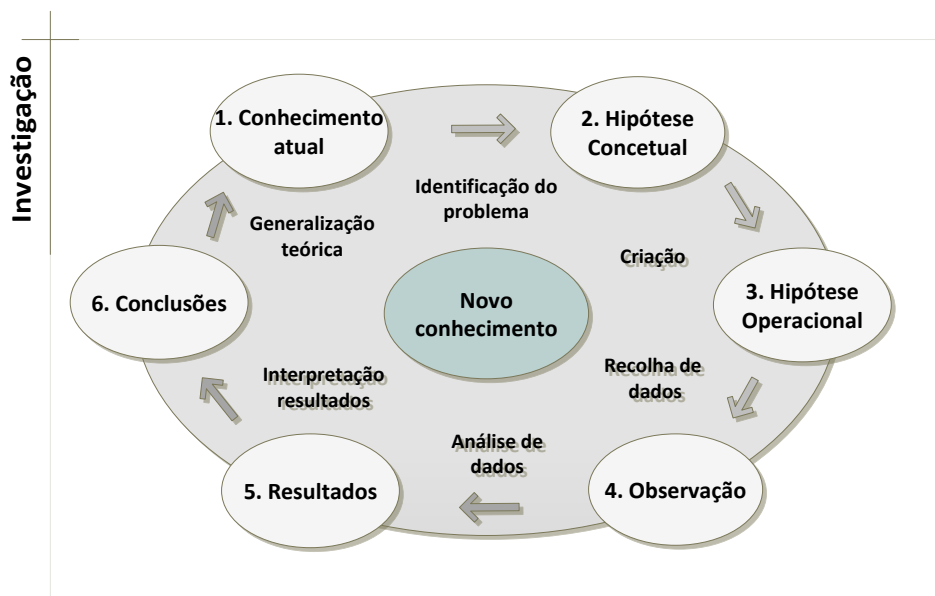 Investigação
1. Conhecimento
atual
2. Hipótese
Concetual
Identificação do
problema
Generalização
teórica
Criação
6. Conclusões
Novo
conhecimento
3. Hipótese
Operacional
Interpretação
resultados
Recolha de
dados
Análise de
dados
5. Resultados
4. Observação